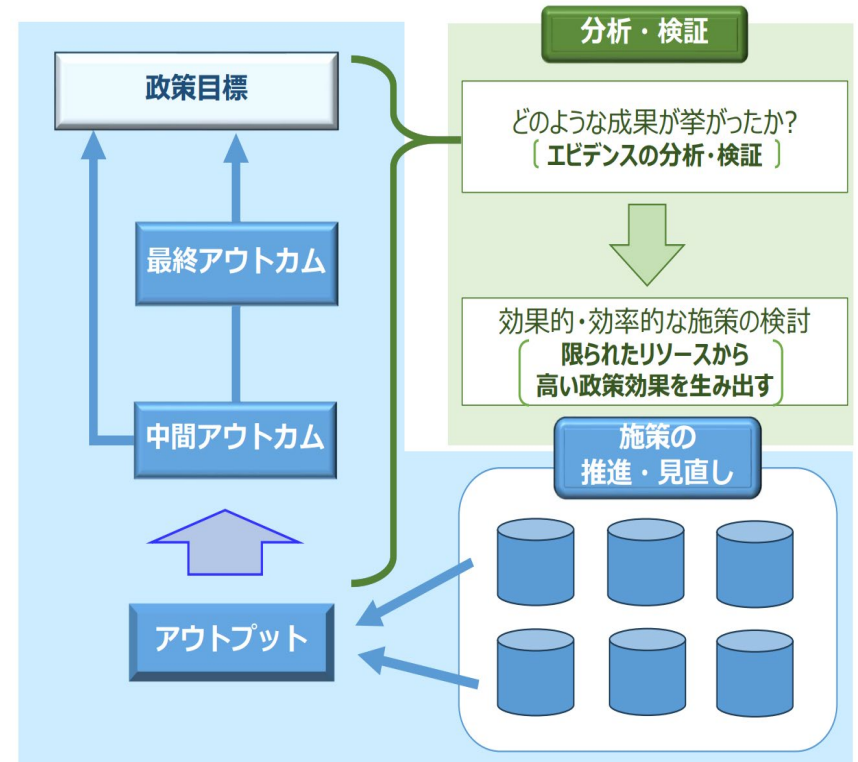 政策目標
最終アウトカム
中間アウトカム
アウトプット
分析・検証
どのような成果が挙がったか?
エビデンスの分析・検証
効果的・効率的な施策の検討
限られたリソースから
高い政策効果を生み出す
施策の
推進・見直し